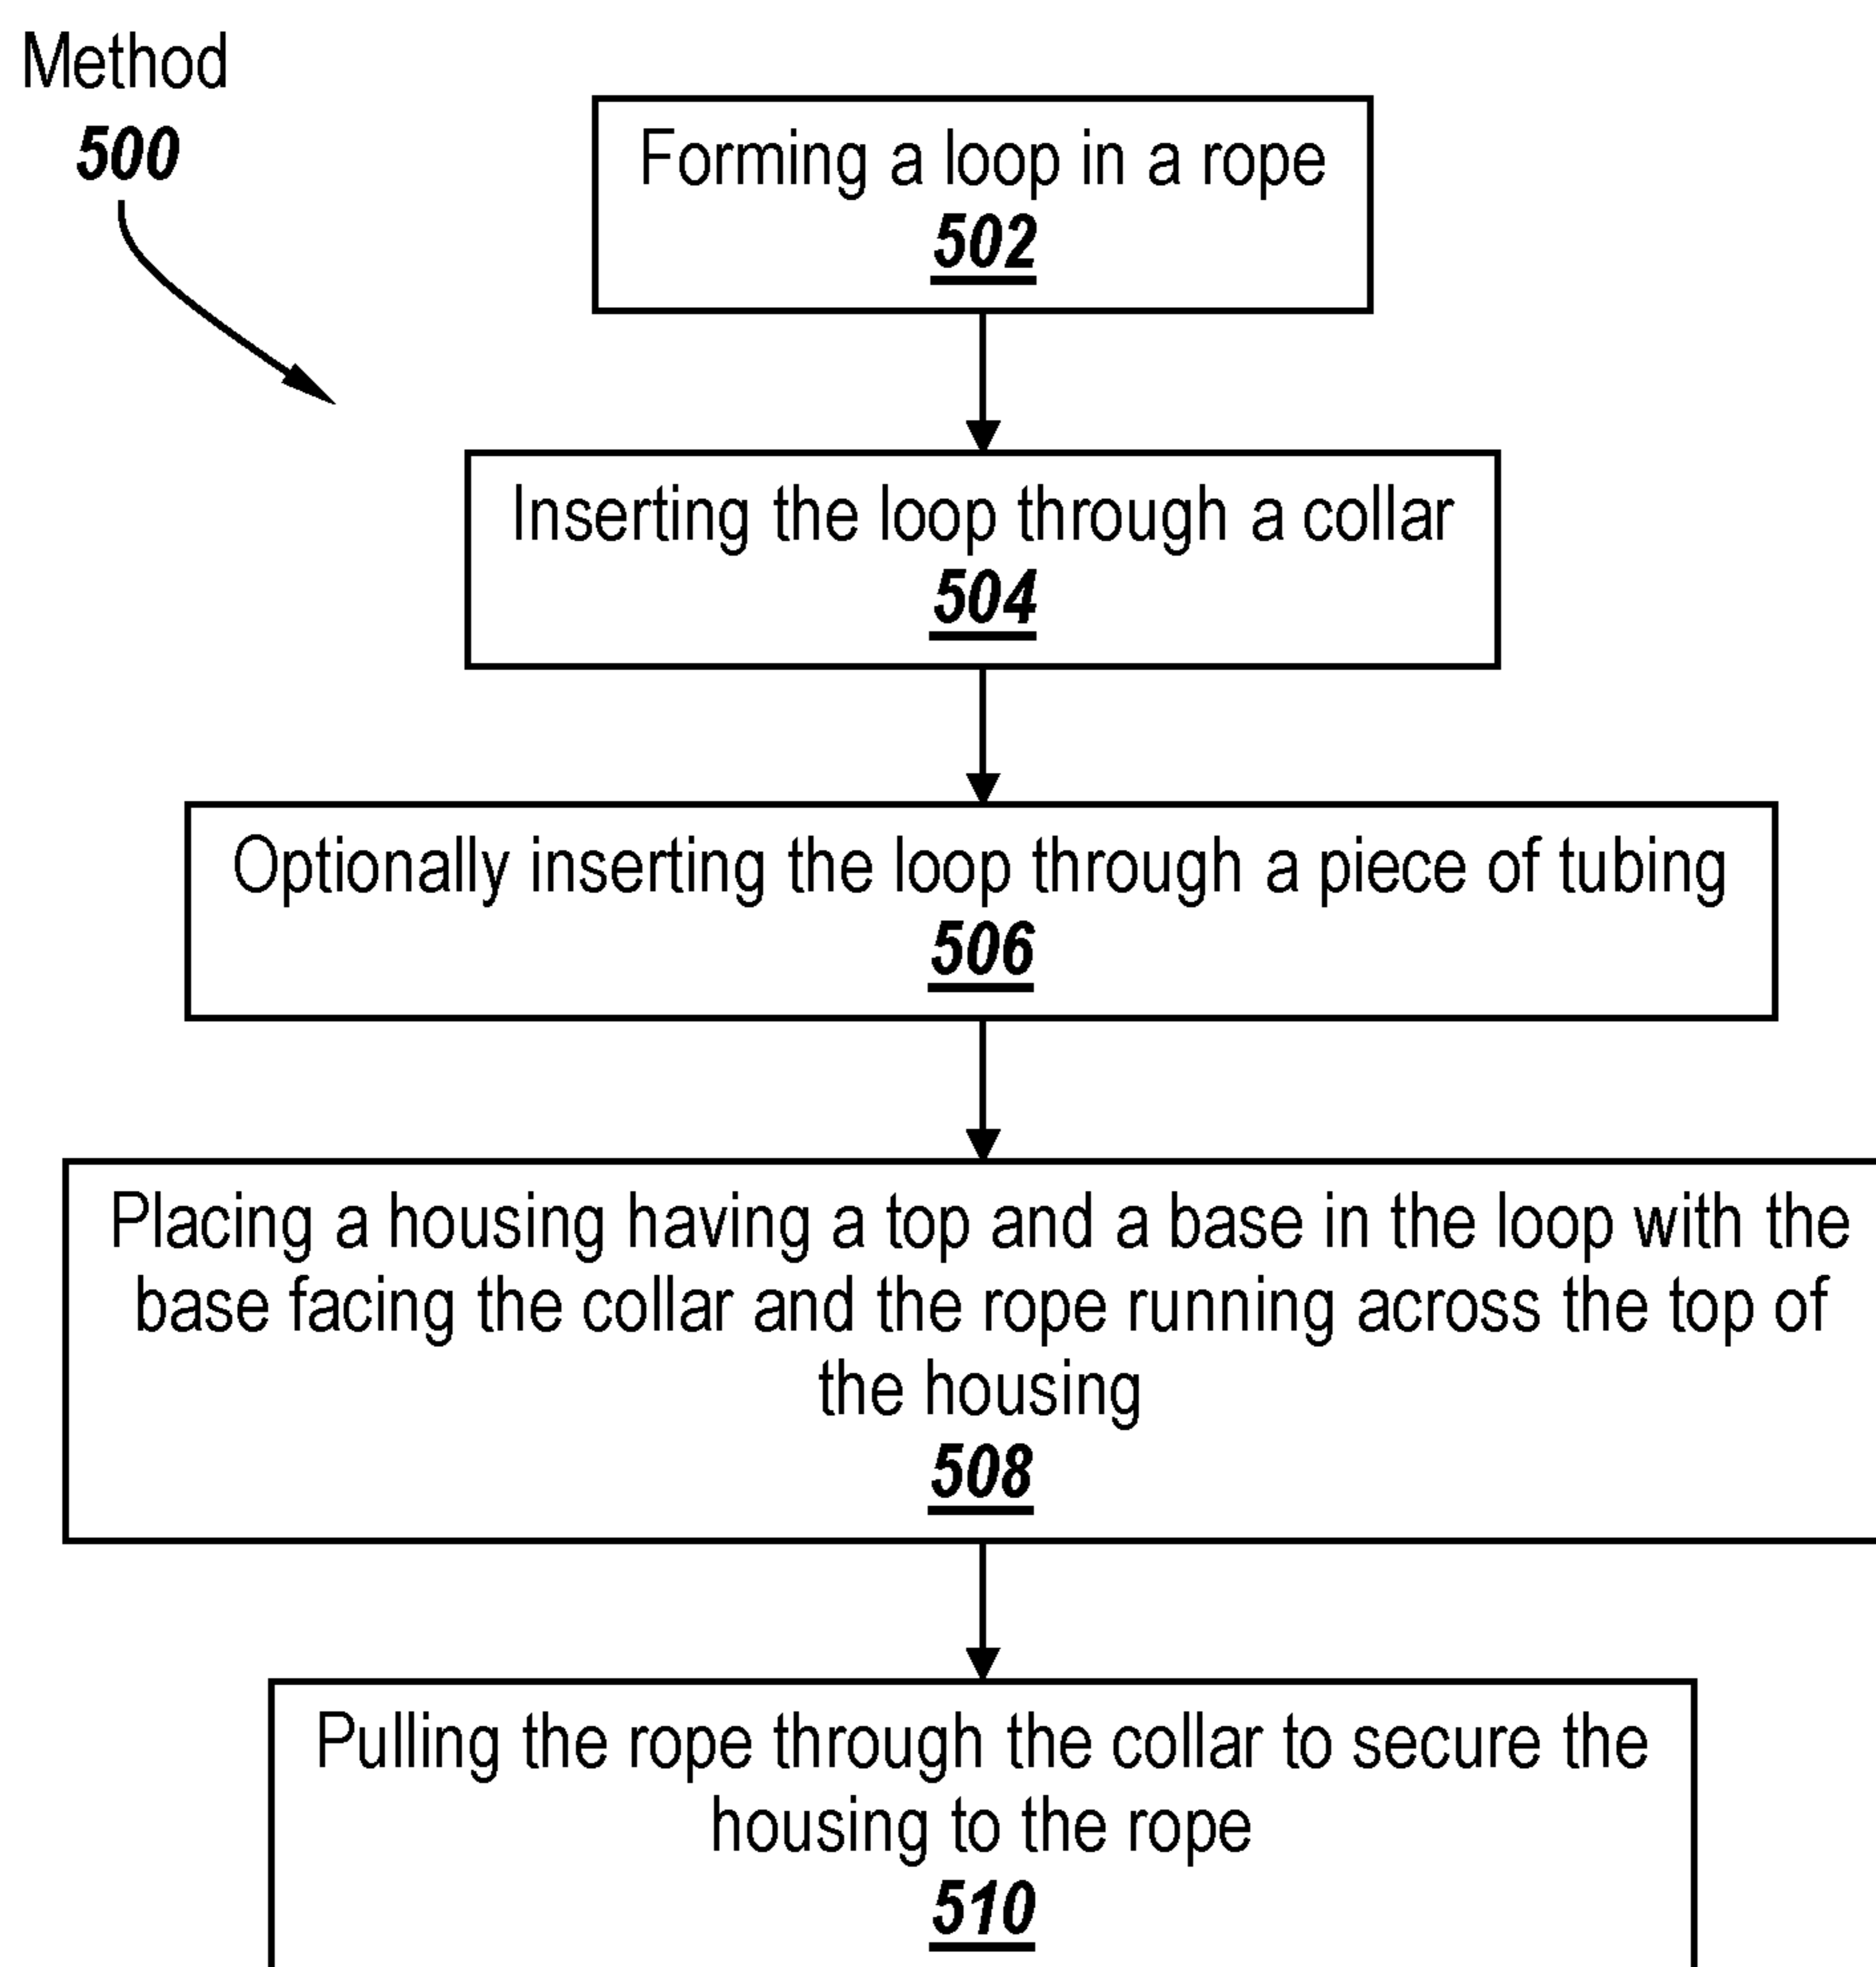 Method
500
Forming a loop in a rope
502
Inserting the loop through a collar
504
Optionally inserting the loop through a piece of tubing
506
Placing a housing having a top and a base in the loop with the
base facing the collar and the rope running across the top of
the housing
508
Pulling the rope through the collar to secure the
housing to the rope
510